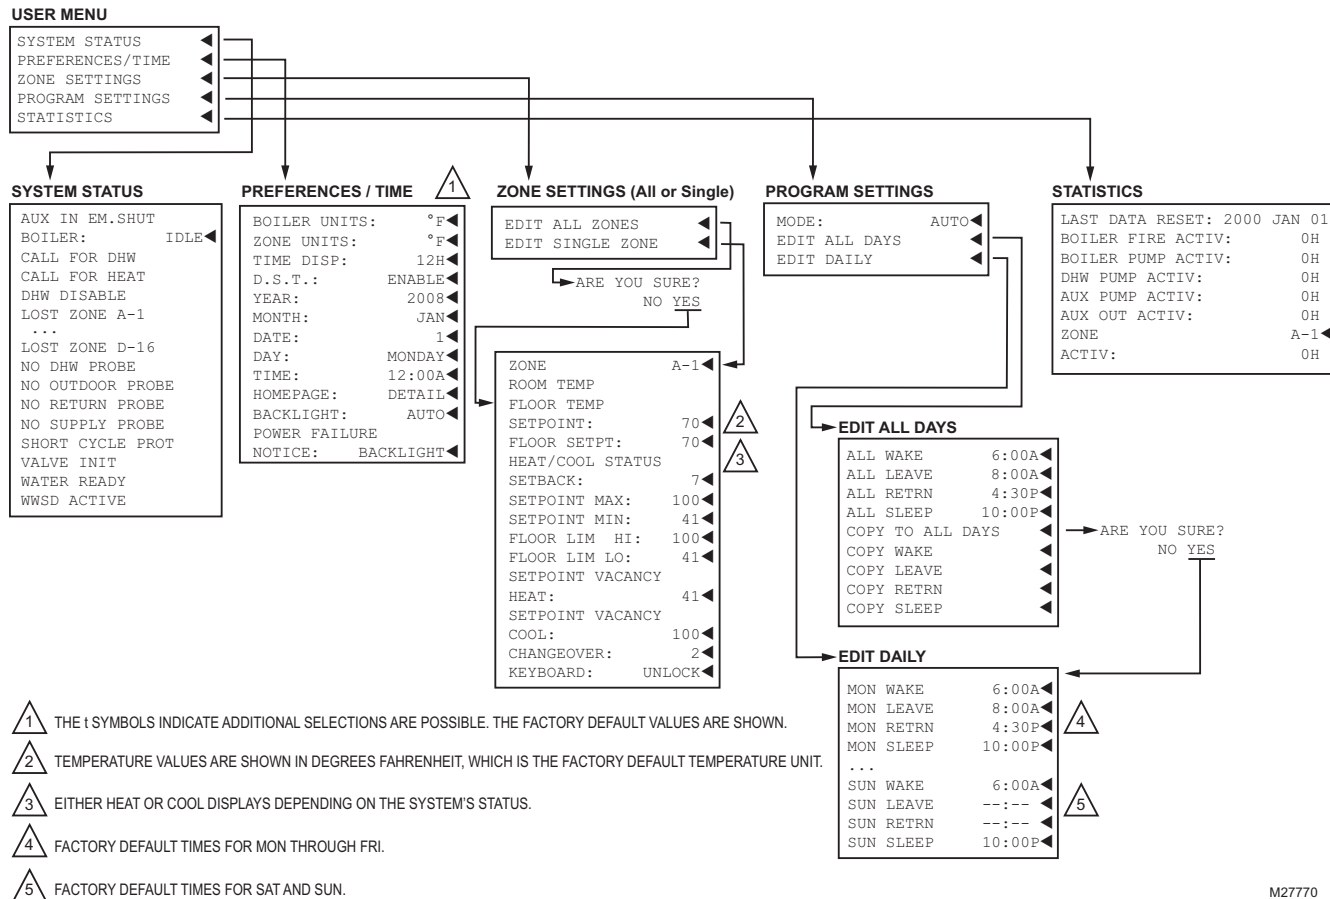 USER MENU
SYSTEM STATUS ◀
PREFERENCES/TIME ◀
ZONE SETTINGS ◀
PROGRAM SETTINGS ◀
STATISTICS ◀
SYSTEM STATUS
AUX IN EM.SHUT
BOILER: IDLE◀
CALL FOR DHW
CALL FOR HEAT
DHW DISABLE
LOST ZONE A-1
...
LOST ZONE D-16
NO DHW PROBE
NO OUTDOOR PROBE
NO RETURN PROBE
NO SUPPLY PROBE
SHORT CYCLE PROT
VALVE INIT
WATER READY
WWSD ACTIVE
PREFERENCES / TIME 1
BOILER UNITS: °F◀
ZONE UNITS: °F◀
TIME DISP: 12H◀
D.S.T.: ENABLE◀
YEAR: 2008◀
MONTH: JAN◀
DATE: 1◀
DAY: MONDAY◀
TIME: 12:00A◀
HOMEPAGE: DETAIL◀
BACKLIGHT: AUTO◀
POWER FAILURE
NOTICE: BACKLIGHT◀
ZONE SETTINGS (All or Single)
EDIT ALL ZONES ◀
EDIT SINGLE ZONE ◀
ARE YOU SURE?
NO YES
ZONE A-1◀
ROOM TEMP
FLOOR TEMP
SETPOINT: 70◀ 2
FLOOR SETPT: 70◀
HEAT/COOL STATUS 3
SETBACK: 7◀
SETPOINT MAX: 100◀
SETPOINT MIN: 41◀
FLOOR LIM HI: 100◀
FLOOR LIM LO: 41◀
SETPOINT VACANCY
HEAT: 41◀
SETPOINT VACANCY
COOL: 100◀
CHANGEOVER: 2◀
KEYBOARD: UNLOCK◀
PROGRAM SETTINGS
MODE: AUTO◀
EDIT ALL DAYS ◀
EDIT DAILY ◀
EDIT ALL DAYS
ALL WAKE 6:00A◀
ALL LEAVE 8:00A◀
ALL RETRN 4:30P◀
ALL SLEEP 10:00P◀
COPY TO ALL DAYS ◀
COPY WAKE ◀
COPY LEAVE ◀
COPY RETRN ◀
COPY SLEEP ◀
ARE YOU SURE?
NO YES
EDIT DAILY
MON WAKE 6:00A◀
MON LEAVE 8:00A◀
MON RETRN 4:30P◀ 4
MON SLEEP 10:00P◀
...
SUN WAKE 6:00A◀
SUN LEAVE --:-- ◀ 5
SUN RETRN --:-- ◀
SUN SLEEP 10:00P◀
STATISTICS
LAST DATA RESET: 2000 JAN 01
BOILER FIRE ACTIV: 0H
BOILER PUMP ACTIV: 0H
DHW PUMP ACTIV: 0H
AUX PUMP ACTIV: 0H
AUX OUT ACTIV: 0H
ZONE A-1◀
ACTIV: 0H
1 THE t SYMBOLS INDICATE ADDITIONAL SELECTIONS ARE POSSIBLE. THE FACTORY DEFAULT VALUES ARE SHOWN.
2 TEMPERATURE VALUES ARE SHOWN IN DEGREES FAHRENHEIT, WHICH IS THE FACTORY DEFAULT TEMPERATURE UNIT.
3 EITHER HEAT OR COOL DISPLAYS DEPENDING ON THE SYSTEM'S STATUS.
4 FACTORY DEFAULT TIMES FOR MON THROUGH FRI.
5 FACTORY DEFAULT TIMES FOR SAT AND SUN.
M27770